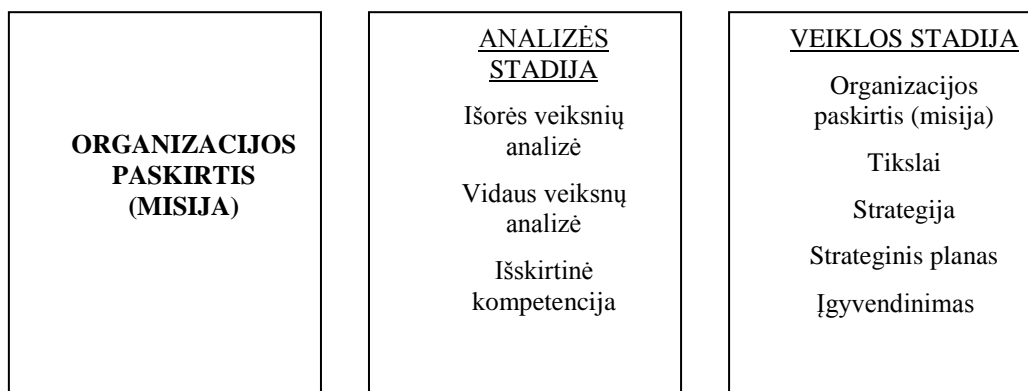 ORGANIZACIJOS
PASKIRTIS
(MISIJA)
ANALIZĖS
STADIJA
Išorės veiksnių
analizė
Vidaus veiksnų
analizė
Išskirtinė
kompetencija
VEIKLOS STADIJA
Organizacijos
paskirtis (misija)
Tikslai
Strategija
Strateginis planas
Įgyvendinimas